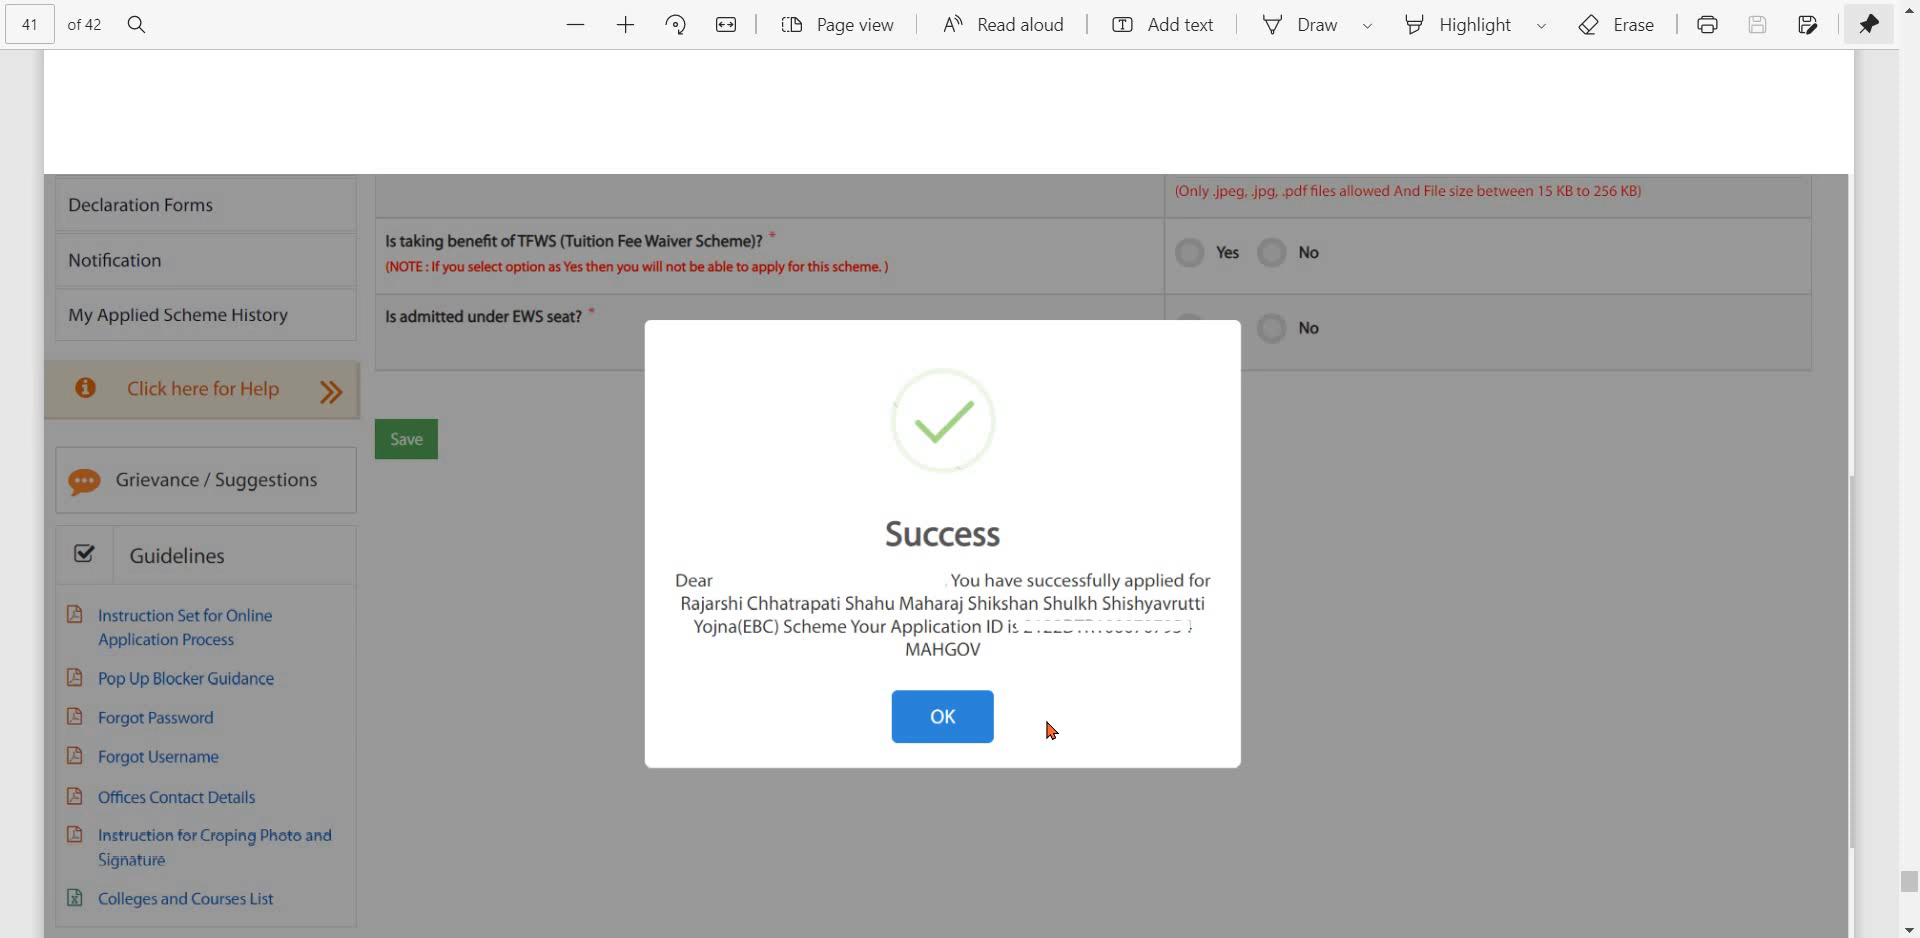 41 of 42 Page view Read aloud Add text Draw Highlight Erase
Declaration Forms
(Only .jpeg, .jpg, .pdf files allowed And File size between 15 KB to 256 KB)
Notification
Is taking benefit of TFWS (Tuition Fee Waiver Scheme)? *
(NOTE : If you select option as Yes then you will not be able to apply for this scheme. )
Yes No
My Applied Scheme History
Is admitted under EWS seat? *
No
Click here for Help
Save
Grievance / Suggestions
Guidelines
Instruction Set for Online
Application Process
Pop Up Blocker Guidance
Forgot Password
Forgot Username
Offices Contact Details
Instruction for Croping Photo and
Signature
Colleges and Courses List
Success
Dear . You have successfully applied for
Rajarshi Chhatrapati Shahu Maharaj Shikshan Shulkh Shishyavrutti
Yojna(EBC) Scheme Your Application ID is
MAHGOV
OK